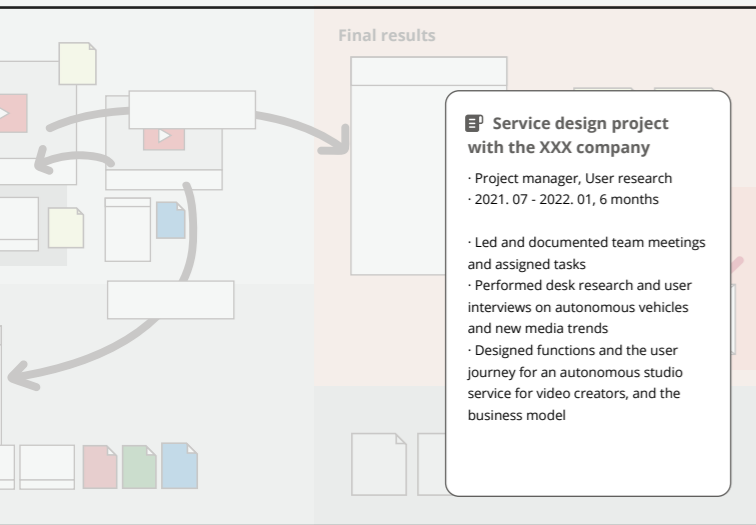 Final results
Service design project
with the XXX company
· Project manager, User research
· 2021. 07 - 2022. 01, 6 months
· Led and documented team meetings
and assigned tasks
· Performed desk research and user
interviews on autonomous vehicles
and new media trends
· Designed functions and the user
journey for an autonomous studio
service for video creators, and the
business model